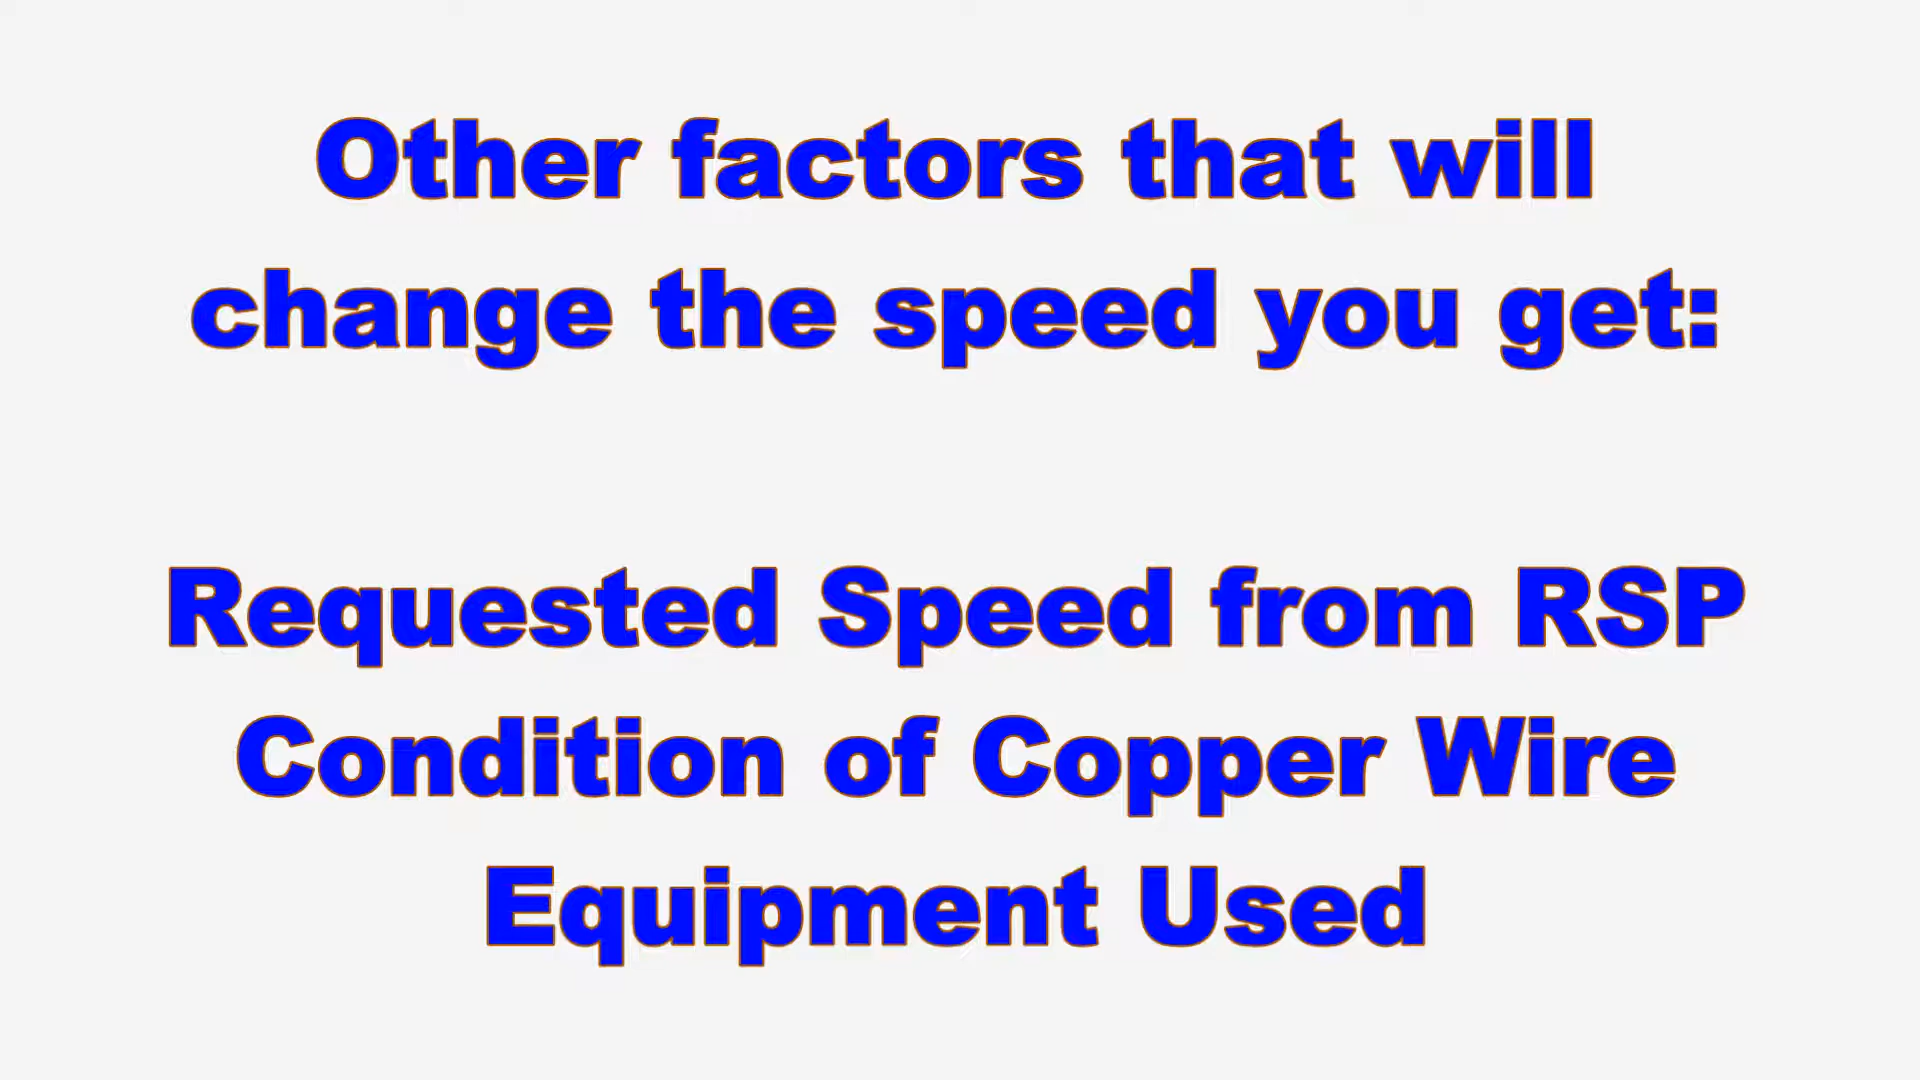 Other factors that will
change the speed you get:
Requested Speed from RSP
Condition of Copper Wire
Equipment Used